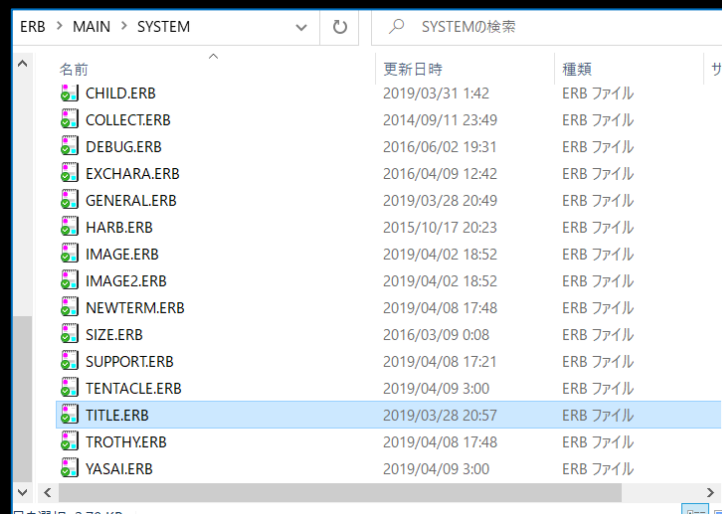 ERB > MAIN > SYSTEM
SYSTEMの検索
名前 更新日時 種類 サ
CHILD.ERB 2019/03/31 1:42 ERB ファイル
COLLECT.ERB 2014/09/11 23:49 ERB ファイル
DEBUG.ERB 2016/06/02 19:31 ERB ファイル
EXCHARA.ERB 2016/04/09 12:42 ERB ファイル
GENERAL.ERB 2019/03/28 20:49 ERB ファイル
HARB.ERB 2015/10/17 20:23 ERB ファイル
IMAGE.ERB 2019/04/02 18:52 ERB ファイル
IMAGE2.ERB 2019/04/02 18:52 ERB ファイル
NEWTERM.ERB 2019/04/08 17:48 ERB ファイル
SIZE.ERB 2016/03/09 0:08 ERB ファイル
SUPPORT.ERB 2019/04/08 17:21 ERB ファイル
TENTACLE.ERB 2019/04/09 3:00 ERB ファイル
TITLE.ERB 2019/03/28 20:57 ERB ファイル
TROTHY.ERB 2019/04/08 17:48 ERB ファイル
YASAI.ERB 2019/04/09 3:00 ERB ファイル